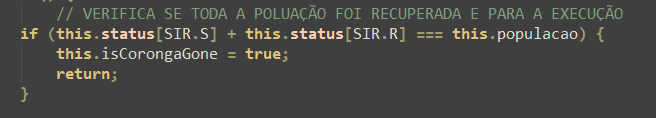 // VERIFICA SE TODA A POLUAÇÃO FOI RECUPERADA E PARA A EXECUÇÃO
if (this.status[SIR.S] + this.status[SIR.R] === this.populacao) {
this.isCorongaGone = true;
return;
}